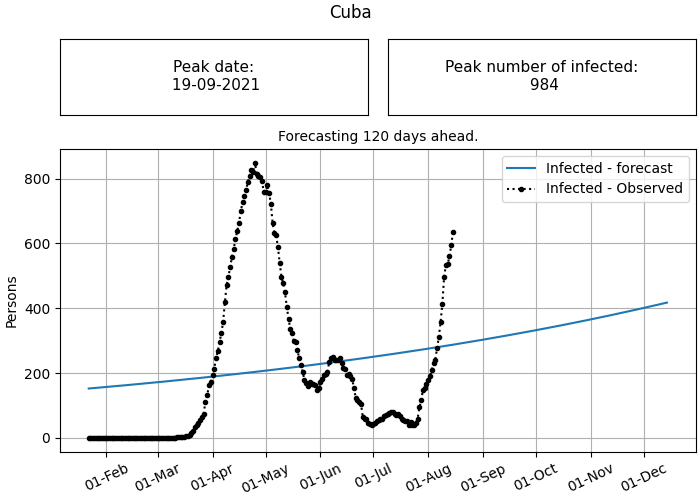 Cuba
Peak date:
19-09-2021
Peak number of infected:
984
Forecasting 120 days ahead.
Infected - forecast
Infected - Observed
Persons
800
600
400
200
0
01-Feb
01-Mar
01-Apr
01-May
01-Jun
01-Jul
01-Aug
01-Sep
01-Oct
01-Nov
01-Dec